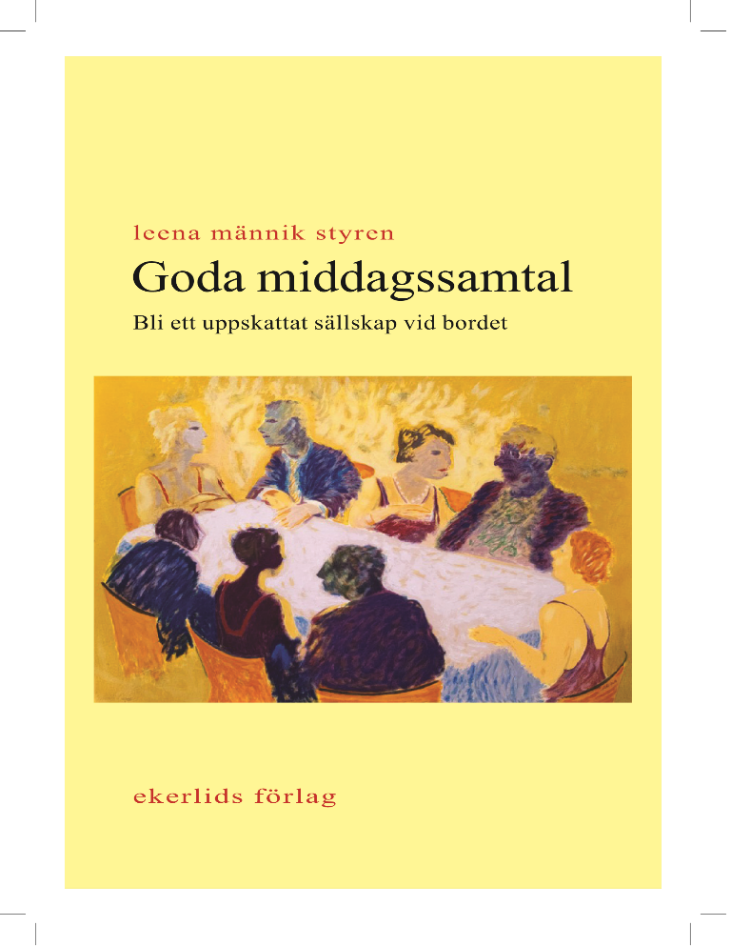 leena männik styren
Goda middagssamtal
Bli ett uppskattat sällskap vid bordet
ekerlids förlag